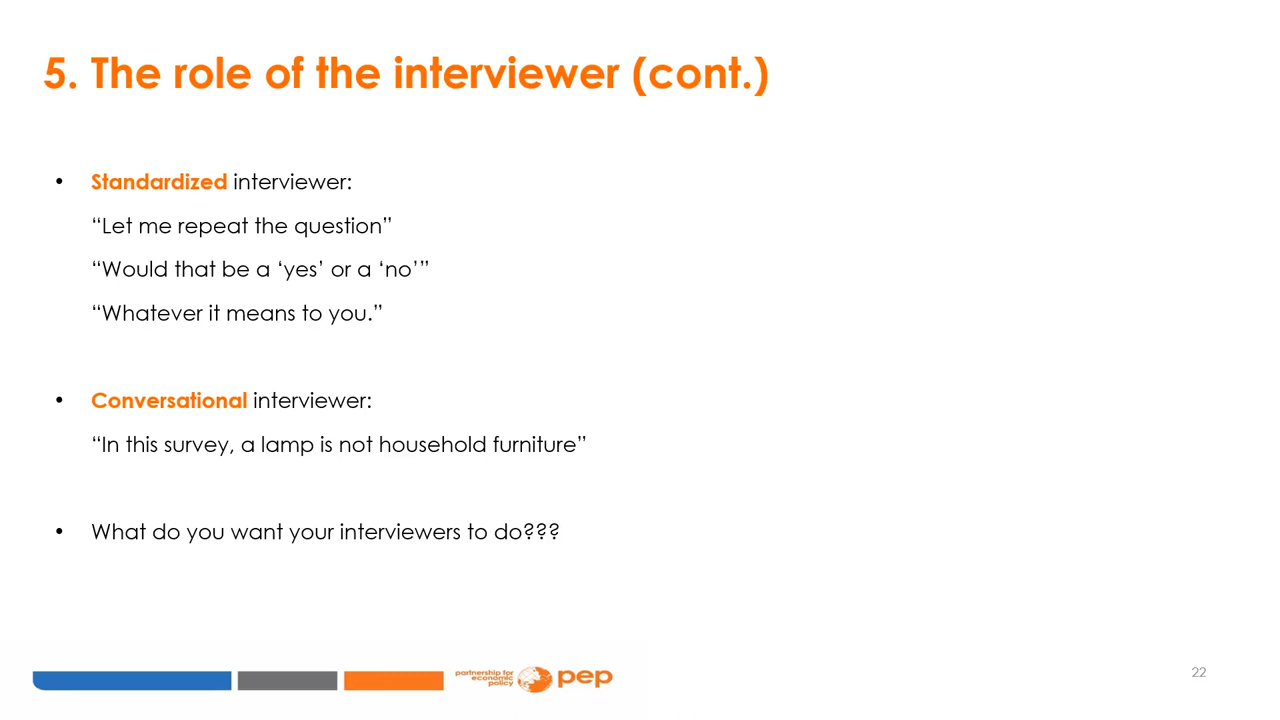 5. The role of the interviewer (cont.)
• Standardized interviewer:
“Let me repeat the question”
“Would that be a ‘yes’ or a ‘no’”
“Whatever it means to you.”
• Conversational interviewer:
“In this survey, a lamp is not household furniture”
• What do you want your interviewers to do???
partnership for
economic
policy
pep
22